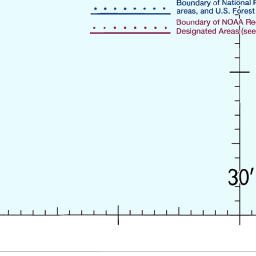 Boundary of National
areas, and U.S. Forest
Boundary of NOAA Re
Designated Areas (see
30'